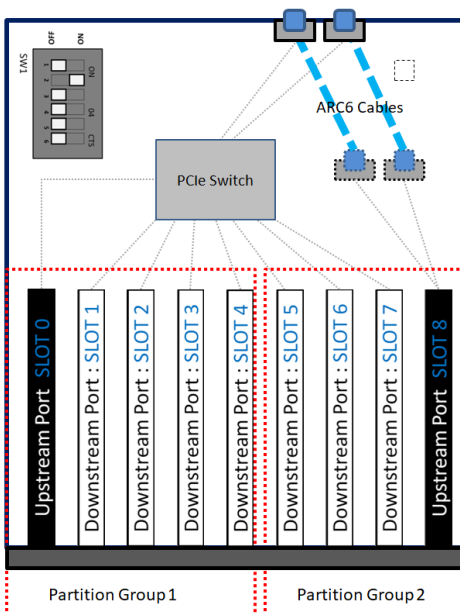 OFF
ON
SW1
1
2
3
4
5
6
ON
04
CTS
ARC6 Cables
PCIe Switch
Upstream Port SLOT 0
Downstream Port : SLOT 1
Downstream Port : SLOT 2
Downstream Port : SLOT 3
Downstream Port : SLOT 4
Downstream Port : SLOT 5
Downstream Port : SLOT 6
Downstream Port : SLOT 7
Upstream Port SLOT 8
Partition Group 1
Partition Group 2